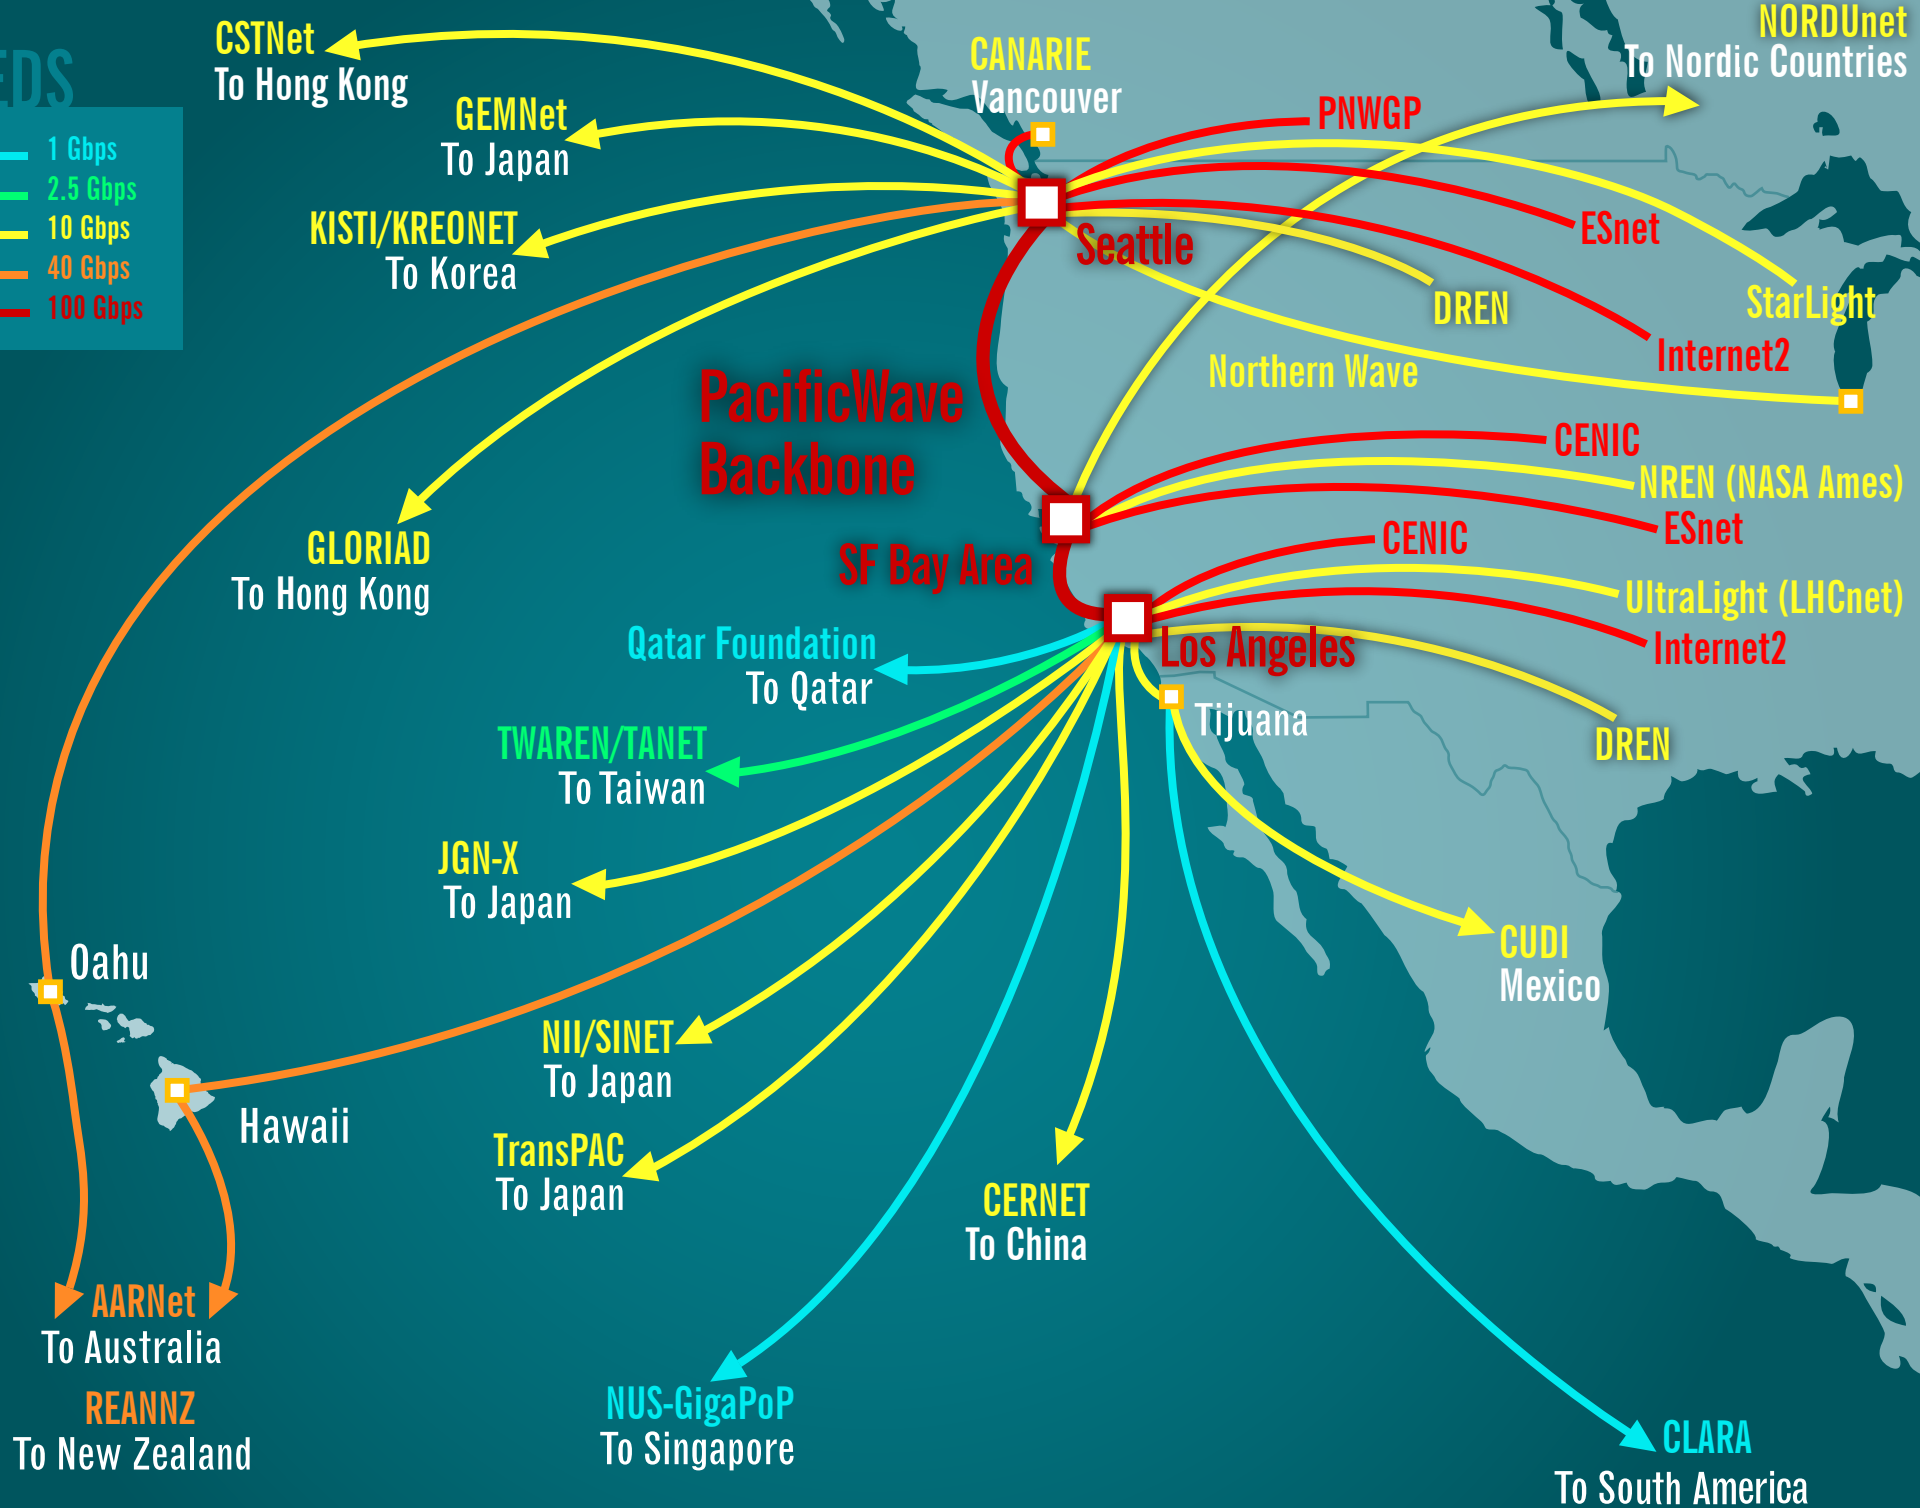 EDS
1 Gbps
2.5 Gbps
10 Gbps
40 Gbps
100 Gbps
CSTNet
To Hong Kong
GEMNet
To Japan
KISTI/KREONET
To Korea
CANARIE
Vancouver
NORDUnet
To Nordic Countries
PNWGP
ESnet
Seattle
DREN
StarLight
Internet2
Northern Wave
PacificWave
Backbone
CENIC
NREN (NASA Ames)
ESnet
GLORIAD
To Hong Kong
SF Bay Area
CENIC
UltraLight (LHCnet)
Internet2
Los Angeles
DREN
Qatar Foundation
To Qatar
Tijuana
TWAREN/TANET
To Taiwan
JGN-X
To Japan
CUDI
Mexico
Oahu
Hawaii
NII/SINET
To Japan
TransPAC
To Japan
CERNET
To China
AARNet
To Australia
REANNZ
To New Zealand
NUS-GigaPoP
To Singapore
CLARA
To South America